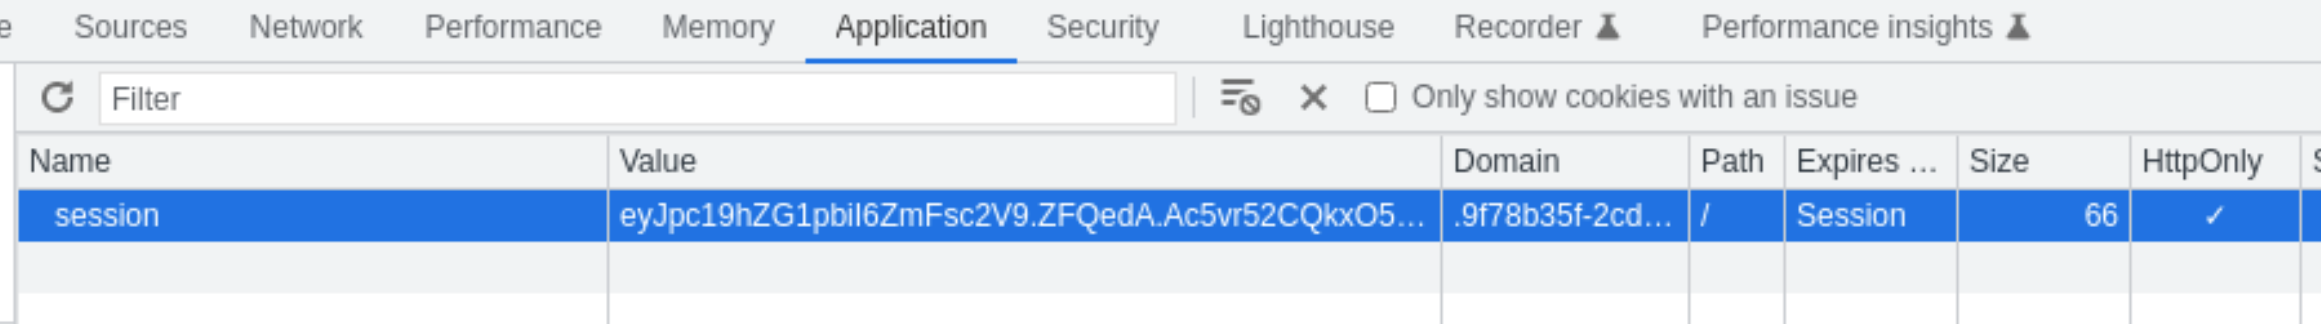 e Sources Network Performance Memory Application Security Lighthouse Recorder Performance insights
Filter Only show cookies with an issue
Name Value Domain Path Expires ... Size HttpOnly S
session eyJpc19hZG1pbiI6ZmFsc2V9.ZFQedA.Ac5vr52CQkxO5... .9f78b35f-2cd... / Session 66 ✓